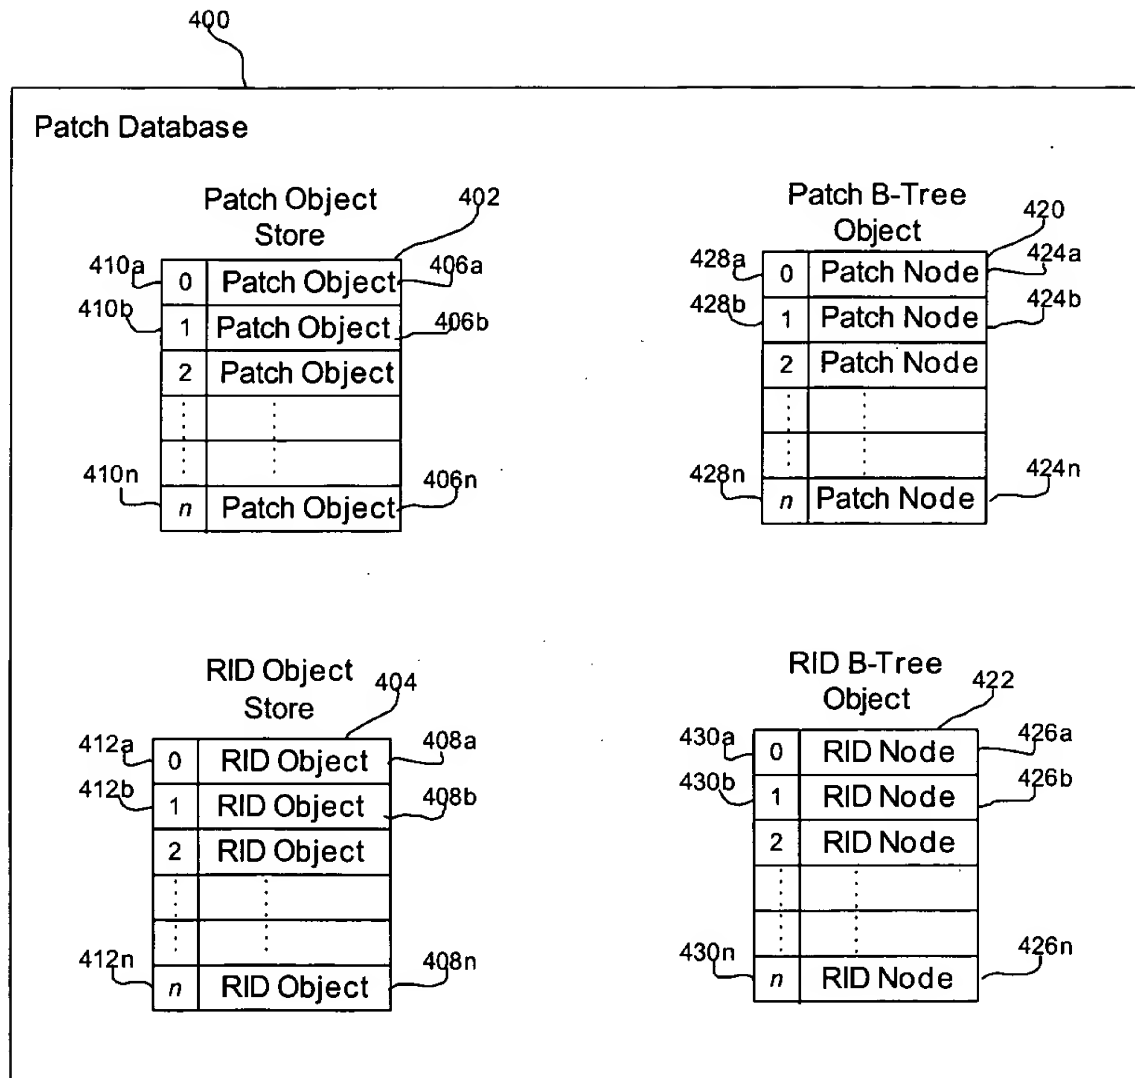 400
Patch Database
Patch Object
Store
402
410a 0 Patch Object 406a
410b 1 Patch Object 406b
2 Patch Object
410n n Patch Object 406n
Patch B-Tree
Object
420
428a 0 Patch Node 424a
428b 1 Patch Node 424b
2 Patch Node
428n n Patch Node 424n
RID Object
Store
404
412a 0 RID Object 408a
412b 1 RID Object 408b
2 RID Object
412n n RID Object 408n
RID B-Tree
Object
422
430a 0 RID Node 426a
430b 1 RID Node 426b
2 RID Node
430n n RID Node 426n